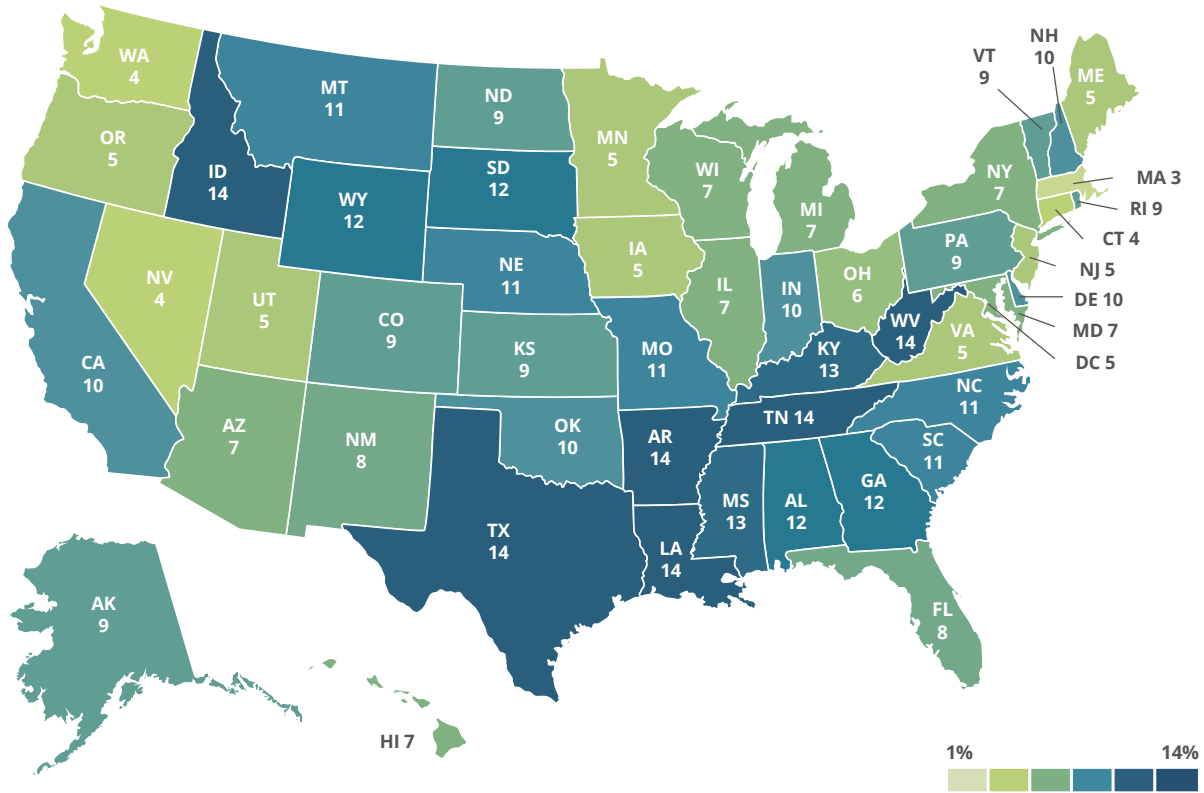 WA
4
OR
5
CA
10
NV
4
ID
14
MT
11
WY
12
UT
5
AZ
7
CO
9
NM
8
ND
9
SD
12
NE
11
KS
9
OK
10
TX
14
MN
5
IA
5
MO
11
AR
14
LA
14
WI
7
IL
7
MI
7
IN
10
OH
6
KY
13
TN 14
MS
13
AL
12
GA
12
FL
8
SC
11
NC
11
VA
5
WV
14
PA
9
NY
7
VT
9
NH
10
ME
5
MA 3
RI 9
CT 4
NJ 5
DE 10
MD 7
DC 5
AK
9
HI 7
1%
14%